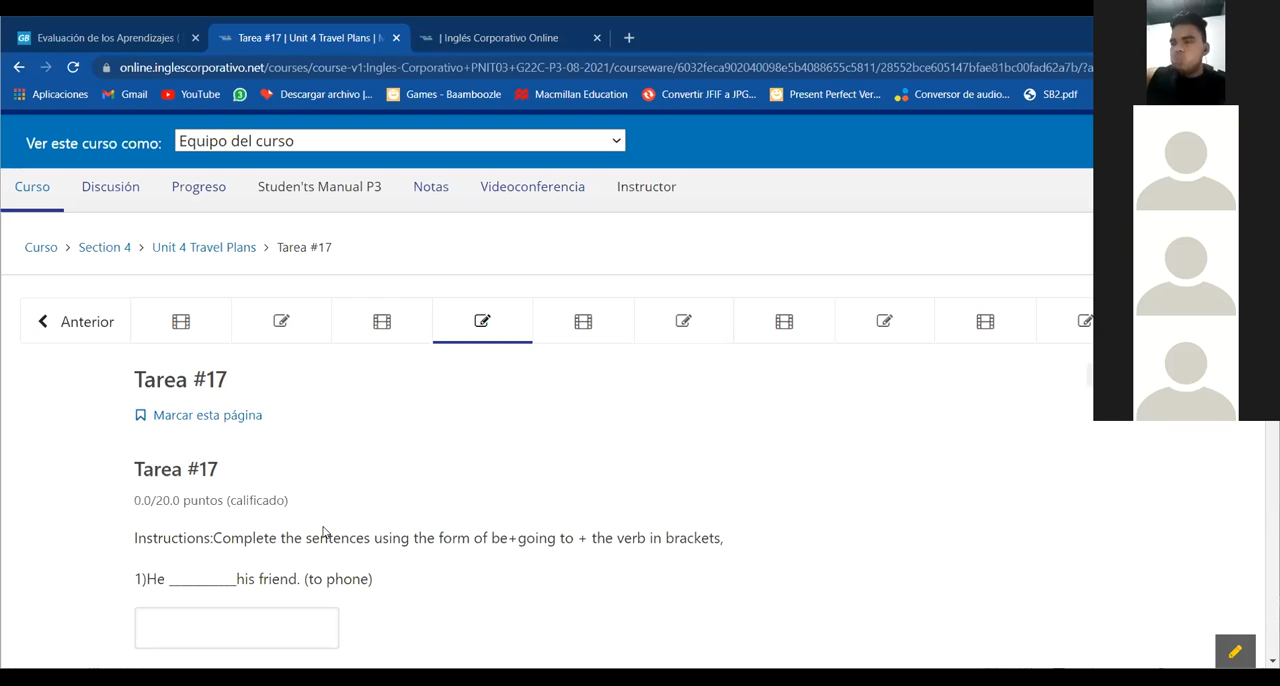 Evaluación de los Aprendizajes (
Tarea #17 | Unit 4 Travel Plans |
| Inglés Corporativo Online
online.inglescorporativo.net/courses/course-v1:Ingles-Corporativo+PNIT03+G22C-P3-08-2021/courseware/6032feca902040098e5b4088655c5811/28552bce605147bfae81bc00fad62a7b/?a
Aplicaciones Gmail YouTube Descargar archivo |... Games - Baamboozle Macmillan Education Convertir JFIF a JPG... Present Perfect Ver... Conversor de audio... SB2.pdf
Ver este curso como: Equipo del curso
Curso Discusión Progreso Studen'ts Manual P3 Notas Videoconferencia Instructor
Curso > Section 4 > Unit 4 Travel Plans > Tarea #17
Anterior
Tarea #17
Marcar esta página
Tarea #17
0.0/20.0 puntos (calificado)
Instructions:Complete the sentences using the form of be+going to + the verb in brackets,
1)He __________his friend. (to phone)